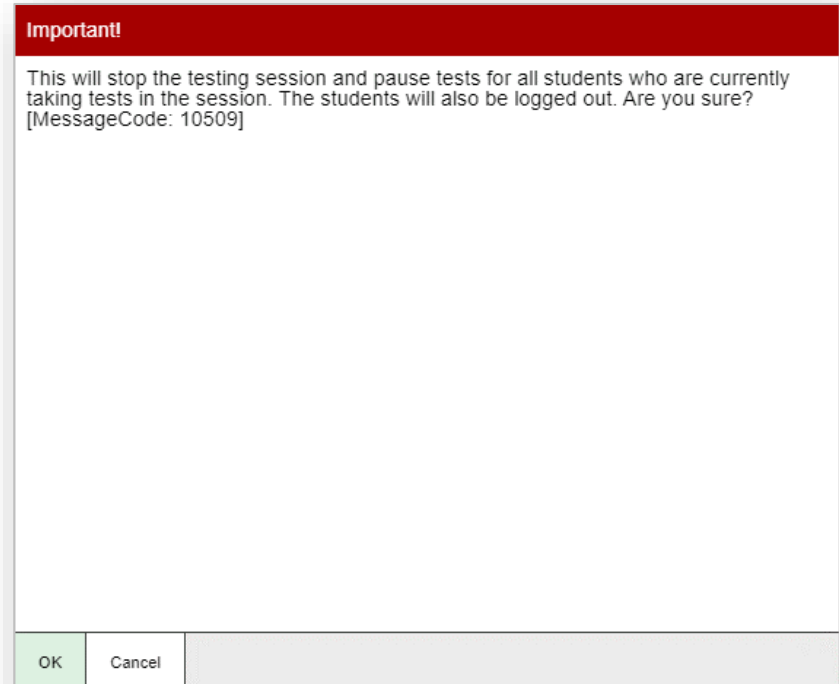 Important!
This will stop the testing session and pause tests for all students who are currently
taking tests in the session. The students will also be logged out. Are you sure?
[MessageCode: 10509]
OK
Cancel